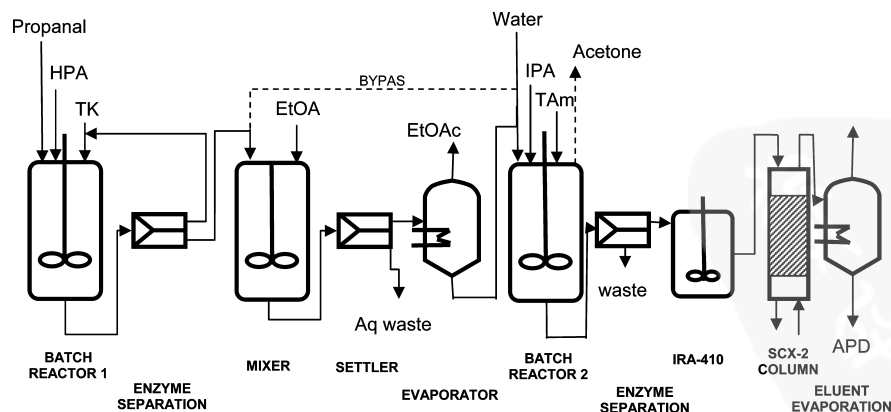 Propanal
HPA
TK
BYPAS
EtOA
EtOAc
Water
IPA
TAm
Acetone
Aq waste
waste
APD
BATCH
REACTOR 1
ENZYME
SEPARATION
MIXER
SETTLER
EVAPORATOR
BATCH
REACTOR 2
ENZYME
SEPARATION
IRA-410
SCX-2
COLUMN
ELUENT
EVAPORATION